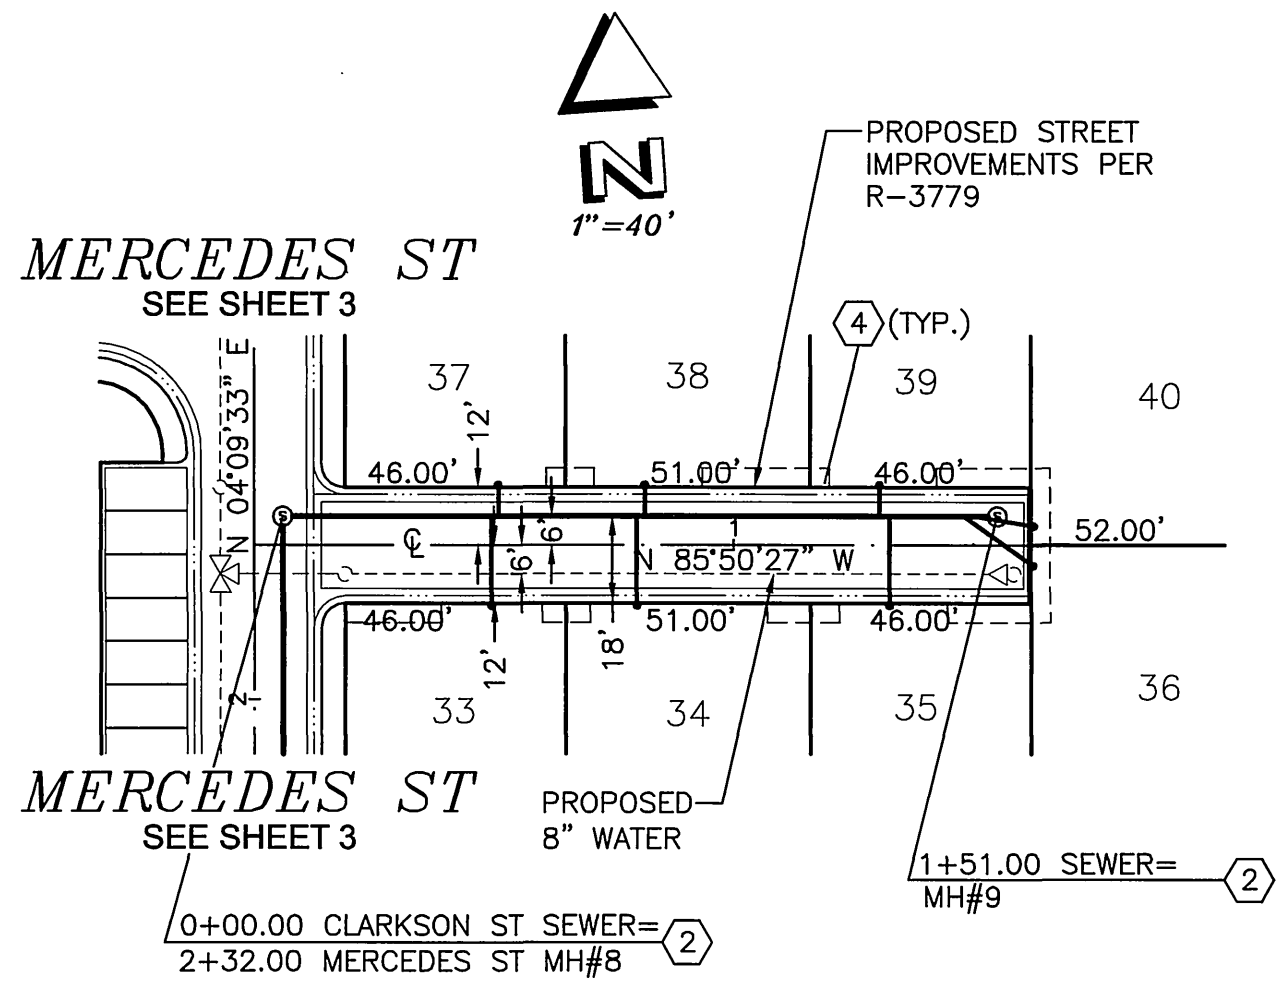 PROPOSED STREET
IMPROVEMENTS PER
R-3779
N
1"=40'
MERCEDES ST
SEE SHEET 3
4 (TYP.)
37
38
39
40
N 04°09'33" E
12'
46.00'
51.00'
46.00'
S
S
℄
6'
6'
1
52.00'
N 85°50'27" W
46.00'
51.00'
46.00'
12'
18'
2
33
34
35
36
MERCEDES ST
SEE SHEET 3
PROPOSED
8" WATER
1+51.00 SEWER=
MH#9
2
0+00.00 CLARKSON ST SEWER=
2+32.00 MERCEDES ST MH#8
2